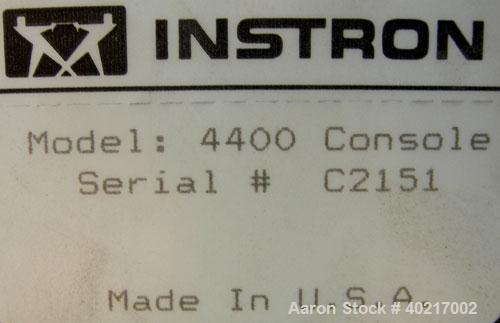 INSTRON
Model: 4400 Console
Serial # C2151
Made In U.S.A.
Aaron Stock # 40217002